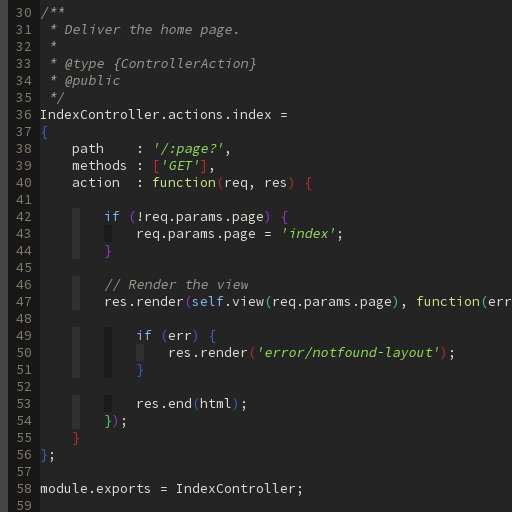 30 /**
31  * Deliver the home page.
32  *
33  * @type {ControllerAction}
34  * @public
35  */
36 IndexController.actions.index =
37 {
38     path    : '/:page?',
39     methods : ['GET'],
40     action  : function(req, res) {
41
42         if (!req.params.page) {
43             req.params.page = 'index';
44         }
45
46         // Render the view
47         res.render(self.view(req.params.page), function(err
48
49             if (err) {
50                 res.render('error/notfound-layout');
51             }
52
53             res.end(html);
54         });
55     }
56 };
57
58 module.exports = IndexController;
59